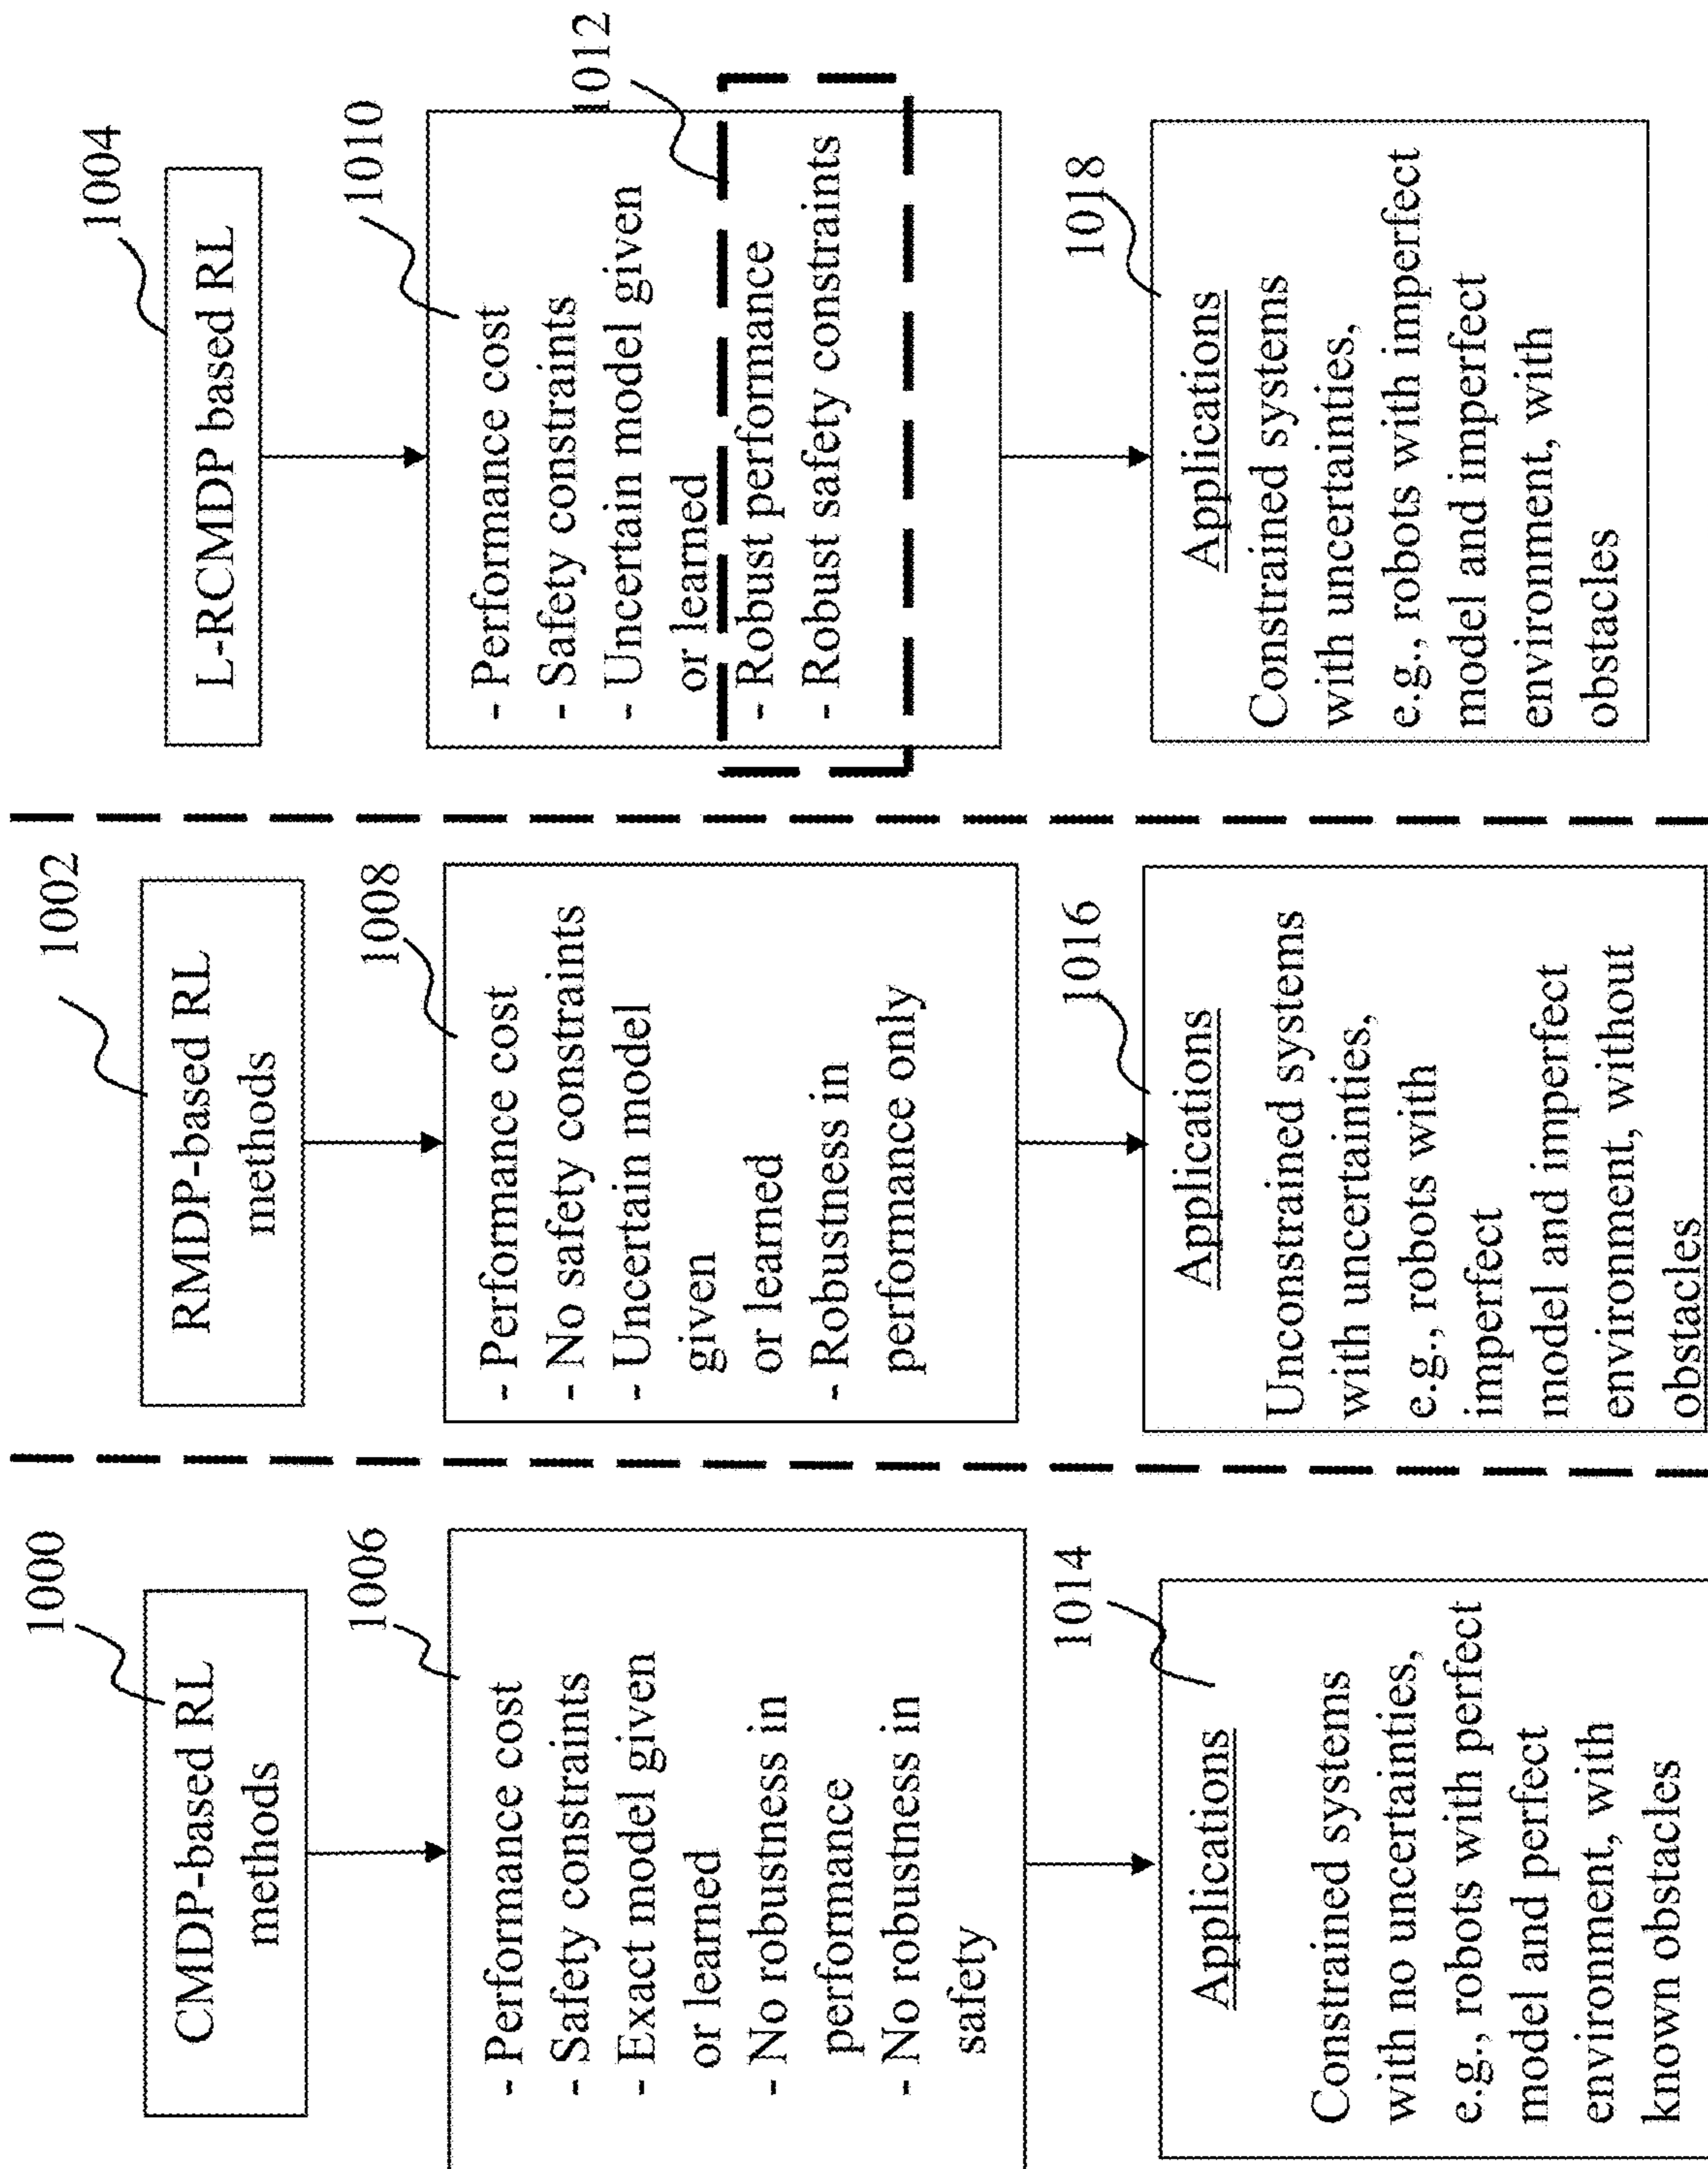 1000
CMDP-based RL
methods
1006
- Performance cost
- Safety constraints
- Exact model given
or learned
- No robustness in
performance
- No robustness in
safety
1014
Applications
Constrained systems
with no uncertainties,
e.g., robots with perfect
model and perfect
environment, with
known obstacles
1002
RMDP-based RL
methods
1008
- Performance cost
- No safety constraints
- Uncertain model
given
or learned
- Robustness in
performance only
1016
Applications
Unconstrained systems
with uncertainties,
e.g., robots with
imperfect
model and imperfect
environment, without
obstacles
1004
L-RCMDP based RL
1010
- Performance cost
- Safety constraints
- Uncertain model given
or learned
1012
- Robust performance
- Robust safety constraints
1018
Applications
Constrained systems
with uncertainties,
e.g., robots with imperfect
model and imperfect
environment, with
obstacles